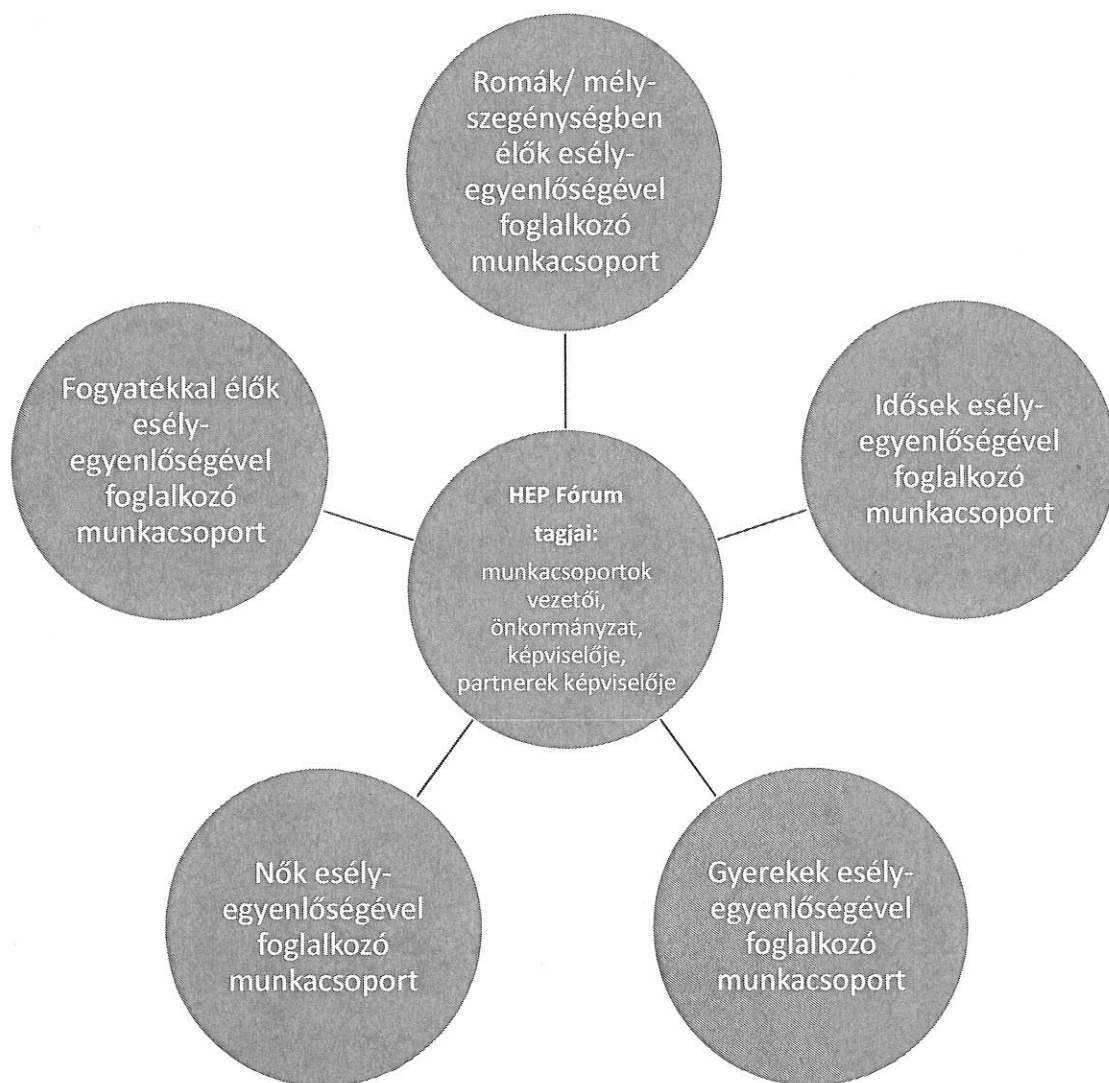 Romák/ mély-
szegénységben
élők esély-
egyenlőségével
foglalkozó
munkacsoport
Fogyatékkal élők
esély-
egyenlőségével
foglalkozó
munkacsoport
Idősek esély-
egyenlőségével
foglalkozó
munkacsoport
HEP Fórum
tagjai:
munkacsoportok
vezetői,
önkormányzat,
képviselője,
partnerek képviselője
Nők esély-
egyenlőségével
foglalkozó
munkacsoport
Gyerekek esély-
egyenlőségével
foglalkozó
munkacsoport